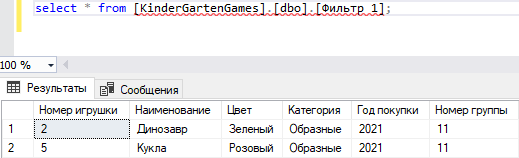 select * from [KinderGartenGames].[dbo].[Фильтр 1];
100 %
Результаты Сообщения
Номер игрушки Наименование Цвет Категория Год покупки Номер группы
1 2 Динозавр Зеленый Образные 2021 11
2 5 Кукла Розовый Образные 2021 11